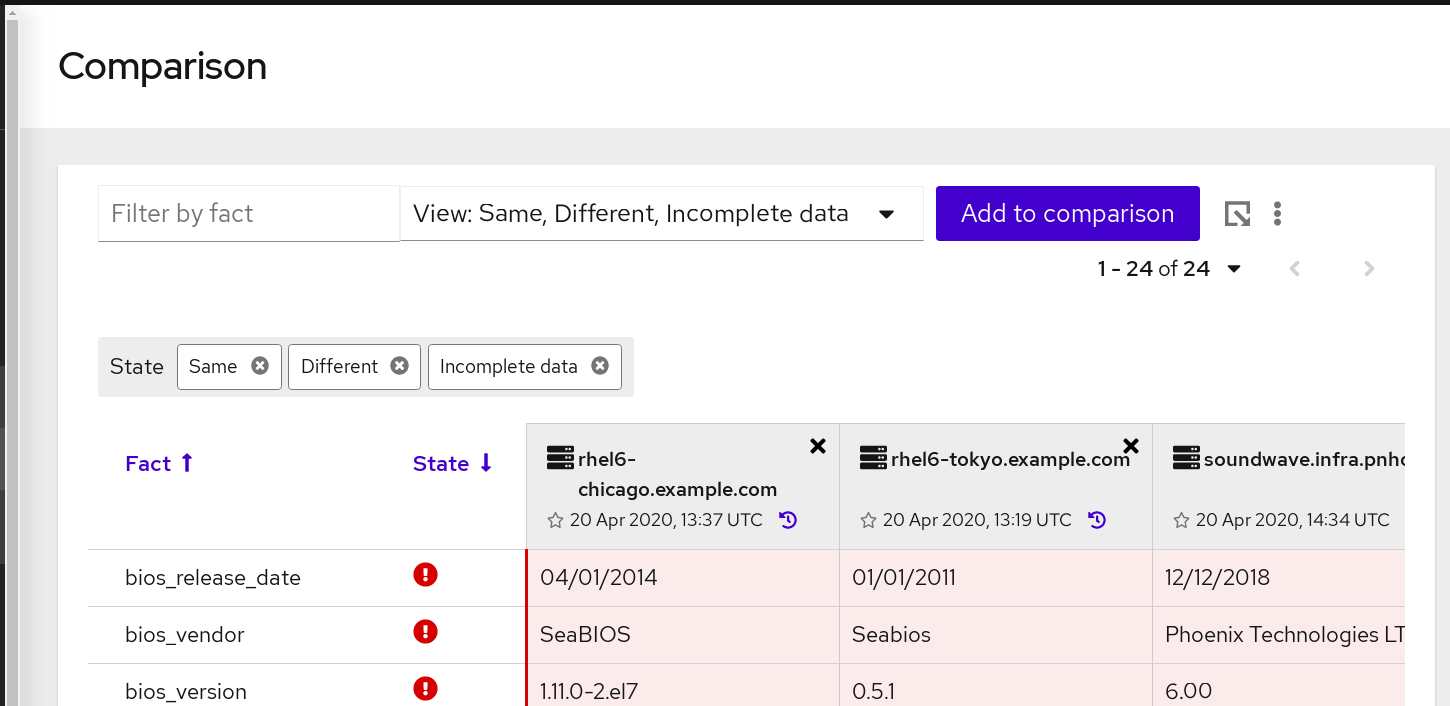 Comparison
Filter by fact View: Same, Different, Incomplete data Add to comparison
1 - 24 of 24
State Same Different Incomplete data
Fact State rhel6- rhel6-tokyo.example.com soundwave.infra.pnho
chicago.example.com
20 Apr 2020, 13:37 UTC 20 Apr 2020, 13:19 UTC 20 Apr 2020, 14:34 UTC
bios_release_date 04/01/2014 01/01/2011 12/12/2018
bios_vendor SeaBIOS Seabios Phoenix Technologies LT
bios_version 1.11.0-2.el7 0.5.1 6.00